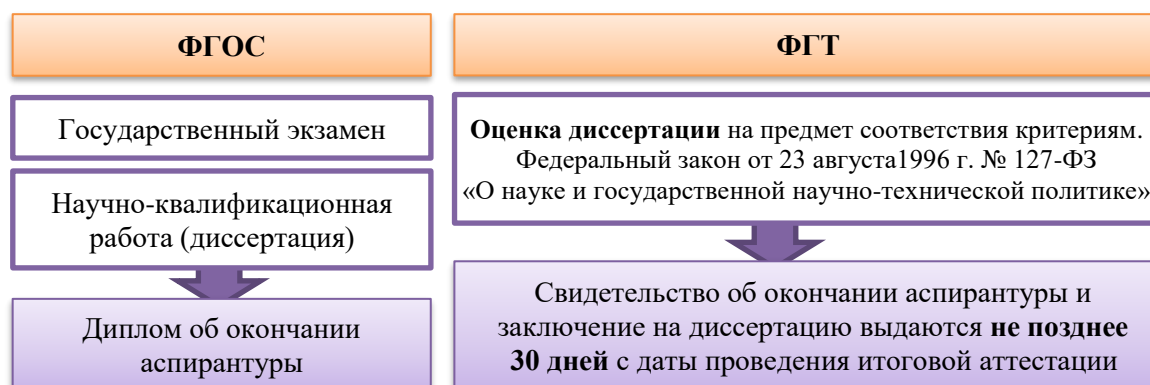 ФГОС
Государственный экзамен
Научно-квалификационная
работа (диссертация)
Диплом об окончании
аспирантуры
ФГТ
Оценка диссертации на предмет соответствия критериям.
Федеральный закон от 23 августа1996 г. № 127-ФЗ
«О науке и государственной научно-технической политике»
Свидетельство об окончании аспирантуры и
заключение на диссертацию выдаются не позднее
30 дней с даты проведения итоговой аттестации